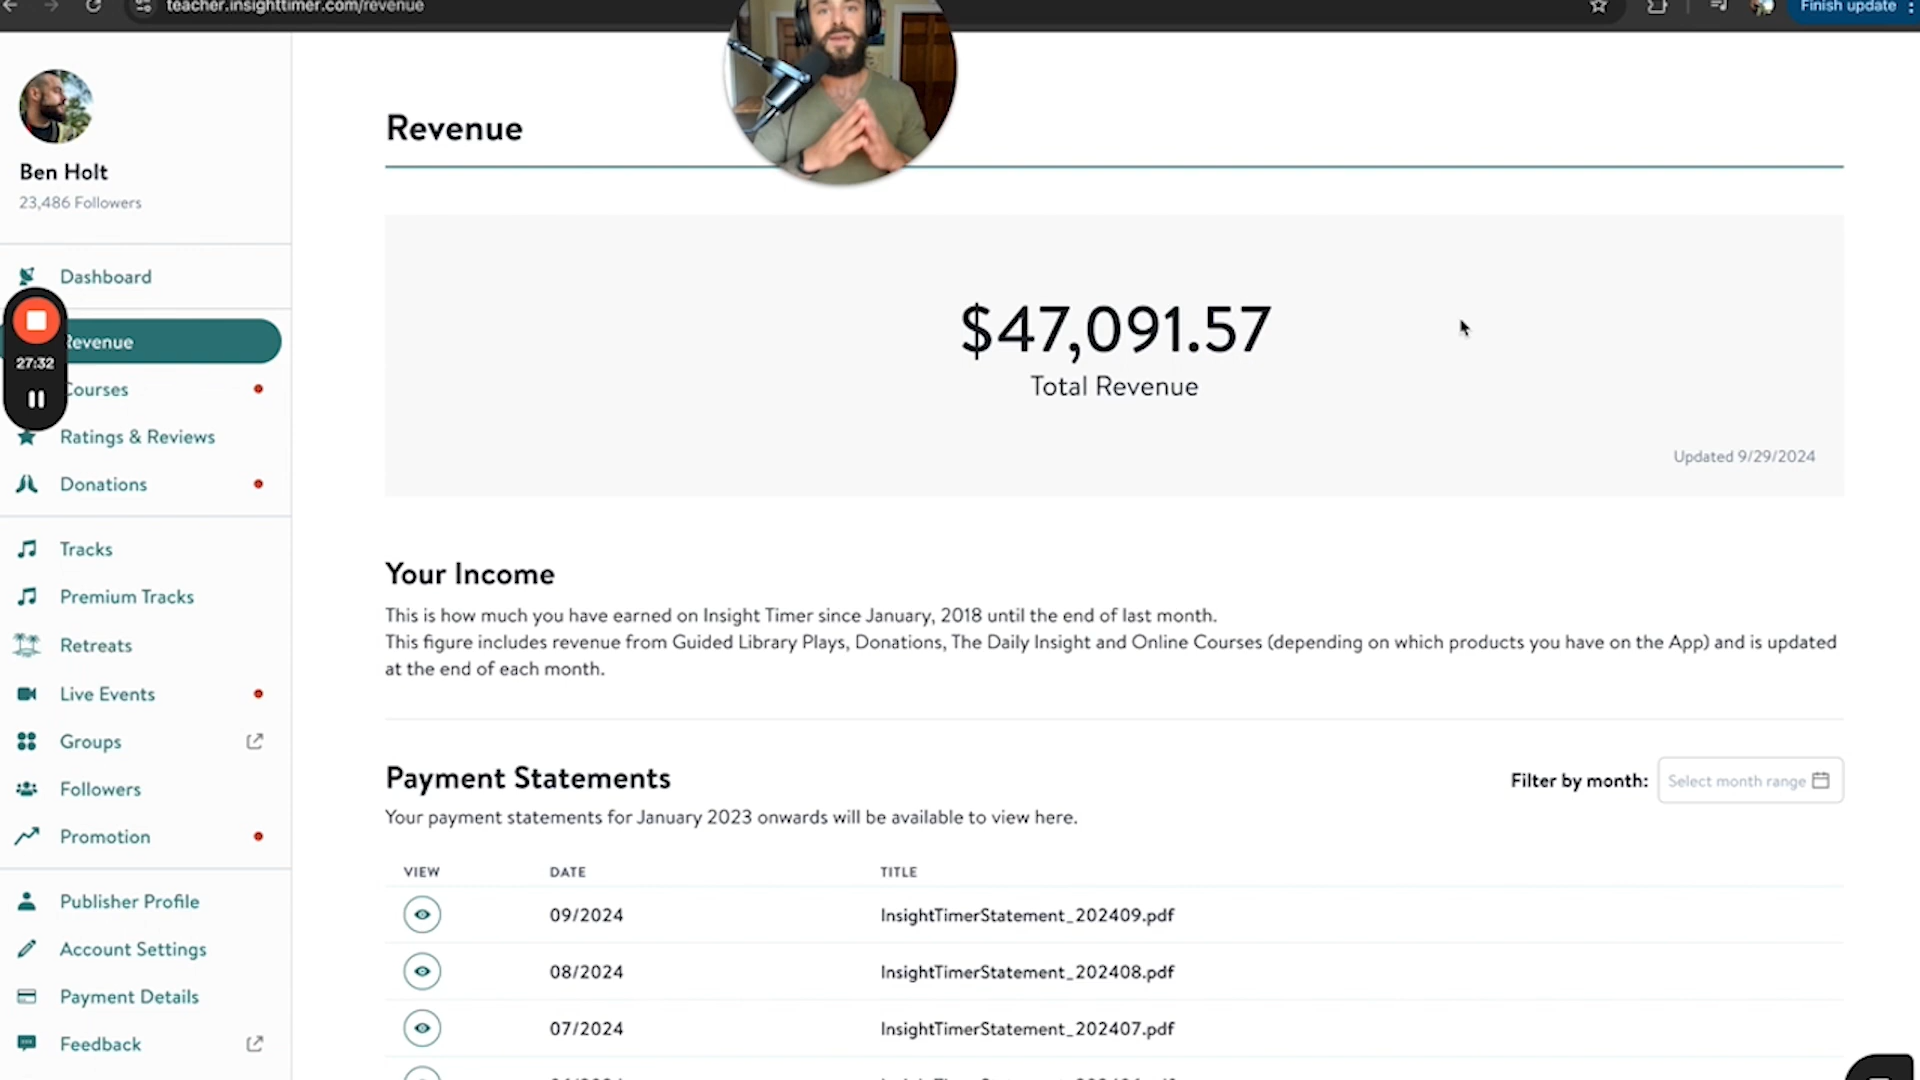 teacher.insighttimer.com/revenue
Finish update
Ben Holt
23,486 Followers
Dashboard
Revenue
27:32
Courses
Ratings & Reviews
Donations
Tracks
Premium Tracks
Retreats
Live Events
Groups
Followers
Promotion
Publisher Profile
Account Settings
Payment Details
Feedback
Revenue
$47,091.57
Total Revenue
Updated 9/29/2024
Your Income
This is how much you have earned on Insight Timer since January, 2018 until the end of last month.
This figure includes revenue from Guided Library Plays, Donations, The Daily Insight and Online Courses (depending on which products you have on the App) and is updated
at the end of each month.
Payment Statements
Filter by month: Select month range
Your payment statements for January 2023 onwards will be available to view here.
VIEW DATE TITLE
09/2024 InsightTimerStatement_202409.pdf
08/2024 InsightTimerStatement_202408.pdf
07/2024 InsightTimerStatement_202407.pdf